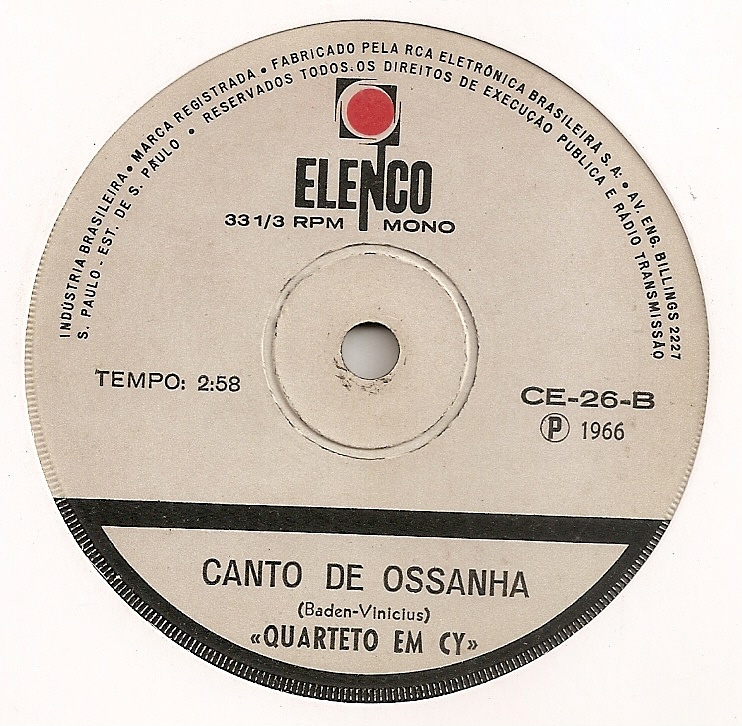 INDÚSTRIA BRASILEIRA • MARCA REGISTRADA • FABRICADO PELA RCA ELETRÔNICA BRASILEIRA S.A. • AV. ENG. BILLINGS 2227
S. PAULO - EST. DE S. PAULO • RESERVADOS TODOS.OS DIREITOS DE EXECUÇÃO PUBLICA E RÁDIO TRANSMISSÃO
ELENCO
33 1/3 RPM MONO
TEMPO: 2:58
CE-26-B
℗ 1966
CANTO DE OSSANHA
(Baden-Vinicius)
«QUARTETO EM CY»